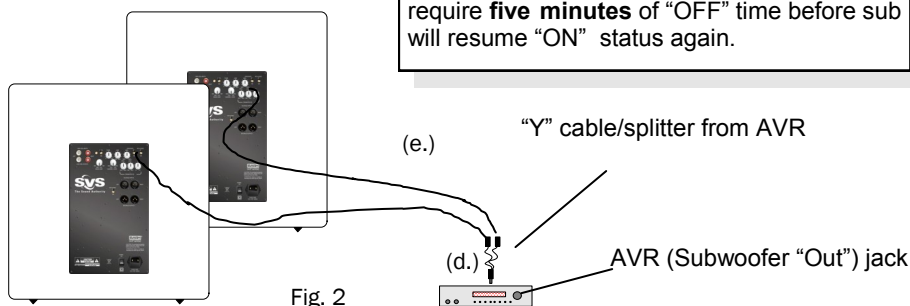 require five minutes of “OFF” time before sub
will resume “ON” status again.
“Y” cable/splitter from AVR
(e.)
SVS
SVS
(d.)
AVR (Subwoofer “Out”) jack
Fig. 2